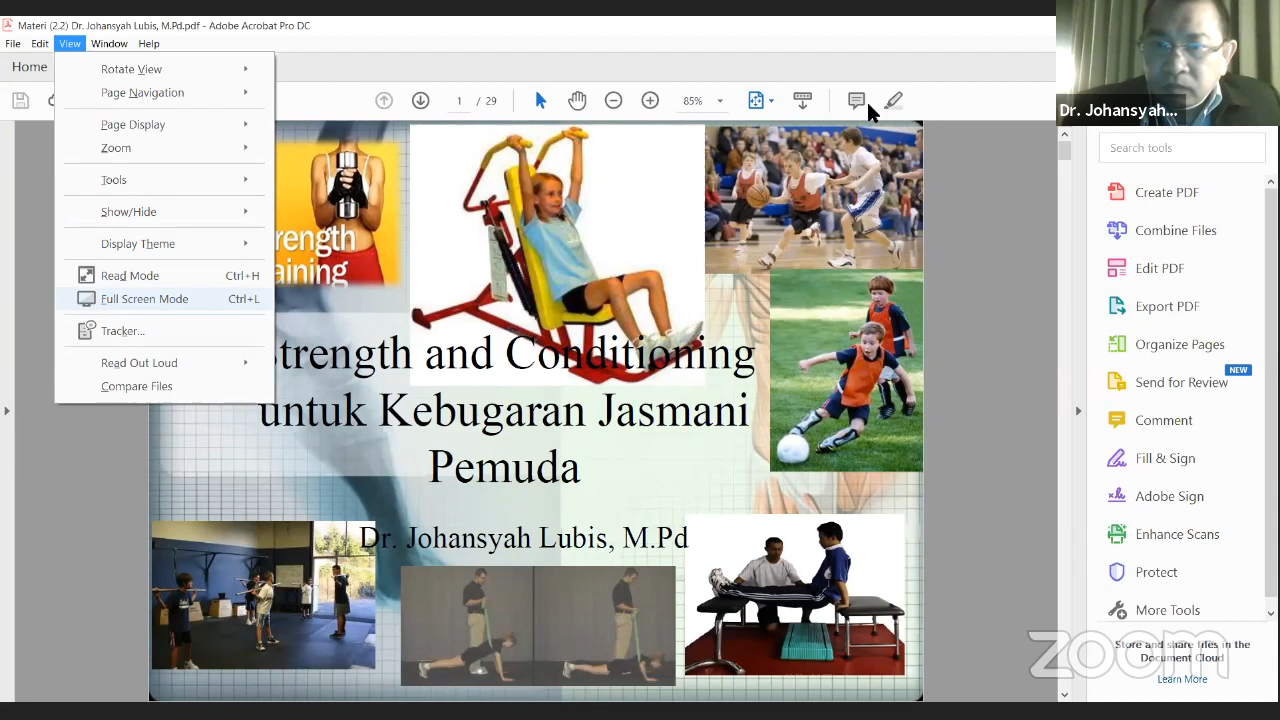 Materi (2.2) Dr. Johansyah Lubis, M.Pd.pdf - Adobe Acrobat Pro DC
File Edit View Window Help
Home
1 / 29
85%
Dr. Johansyah...
Rotate View
Page Navigation
Page Display
Zoom
Tools
Show/Hide
Display Theme
Read Mode Ctrl+H
Full Screen Mode Ctrl+L
Tracker...
Read Out Loud
Compare Files
Search tools
Create PDF
Combine Files
Edit PDF
Export PDF
Organize Pages
NEW
Send for Review
Comment
Fill & Sign
Adobe Sign
Enhance Scans
Protect
More Tools
Store and share files in the
Document Cloud
Learn More
zoom
Strength and Conditioning
untuk Kebugaran Jasmani
Pemuda
Dr. Johansyah Lubis, M.Pd